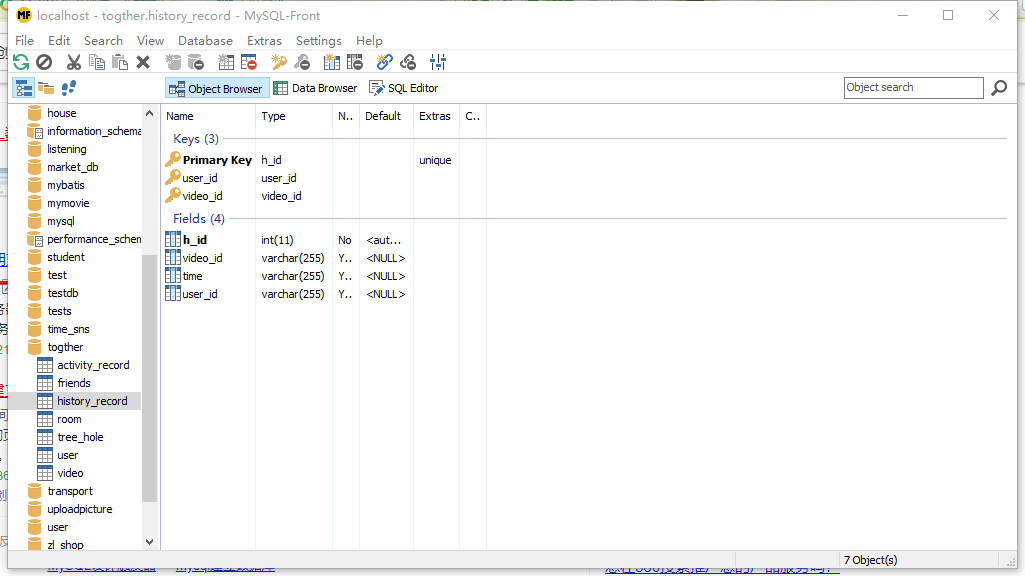 localhost - togther.history_record - MySQL-Front
File Edit Search View Database Extras Settings Help
Object Browser Data Browser SQL Editor Object search
house
information_schema
listening
market_db
mybatis
mymovie
mysql
performance_schem
student
test
testdb
tests
time_sns
togther
activity_record
friends
history_record
room
tree_hole
user
video
transport
uploadpicture
user
zl_shop
Name Type N.. Default Extras C..
Keys (3)
Primary Key h_id unique
user_id user_id
video_id video_id
Fields (4)
h_id int(11) No <aut...
video_id varchar(255) Y.. <NULL>
time varchar(255) Y.. <NULL>
user_id varchar(255) Y.. <NULL>
7 Object(s)